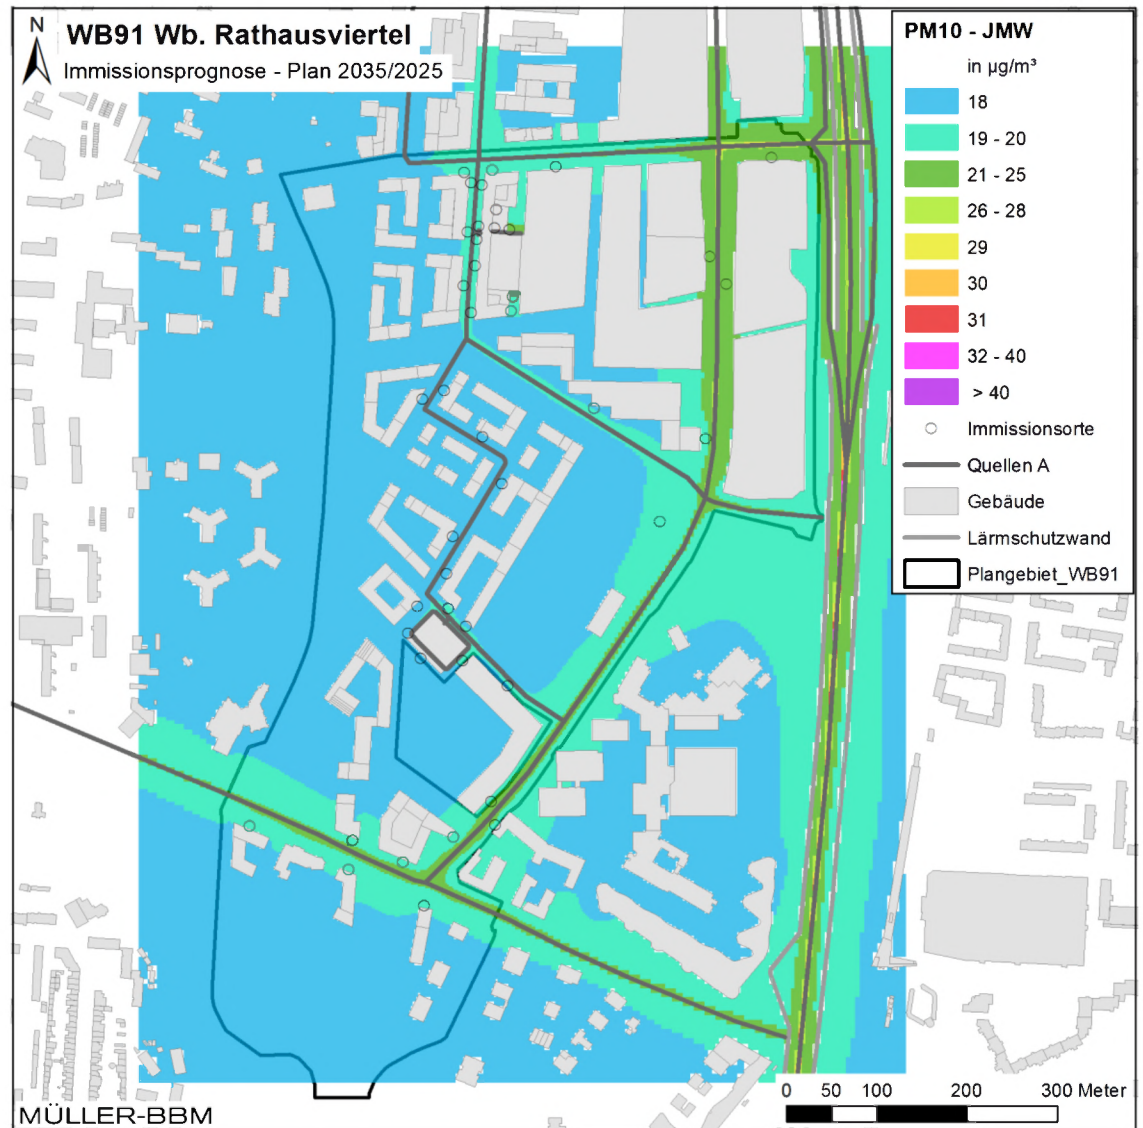 N
WB91 Wb. Rathausviertel
Immissionsprognose - Plan 2035/2025
PM10 - JMW
in µg/m³
18
19 - 20
21 - 25
26 - 28
29
30
31
32 - 40
> 40
Immissionsorte
Quellen A
Gebäude
Lärmschutzwand
Plangebiet_WB91
0 50 100 200 300 Meter
MÜLLER-BBM